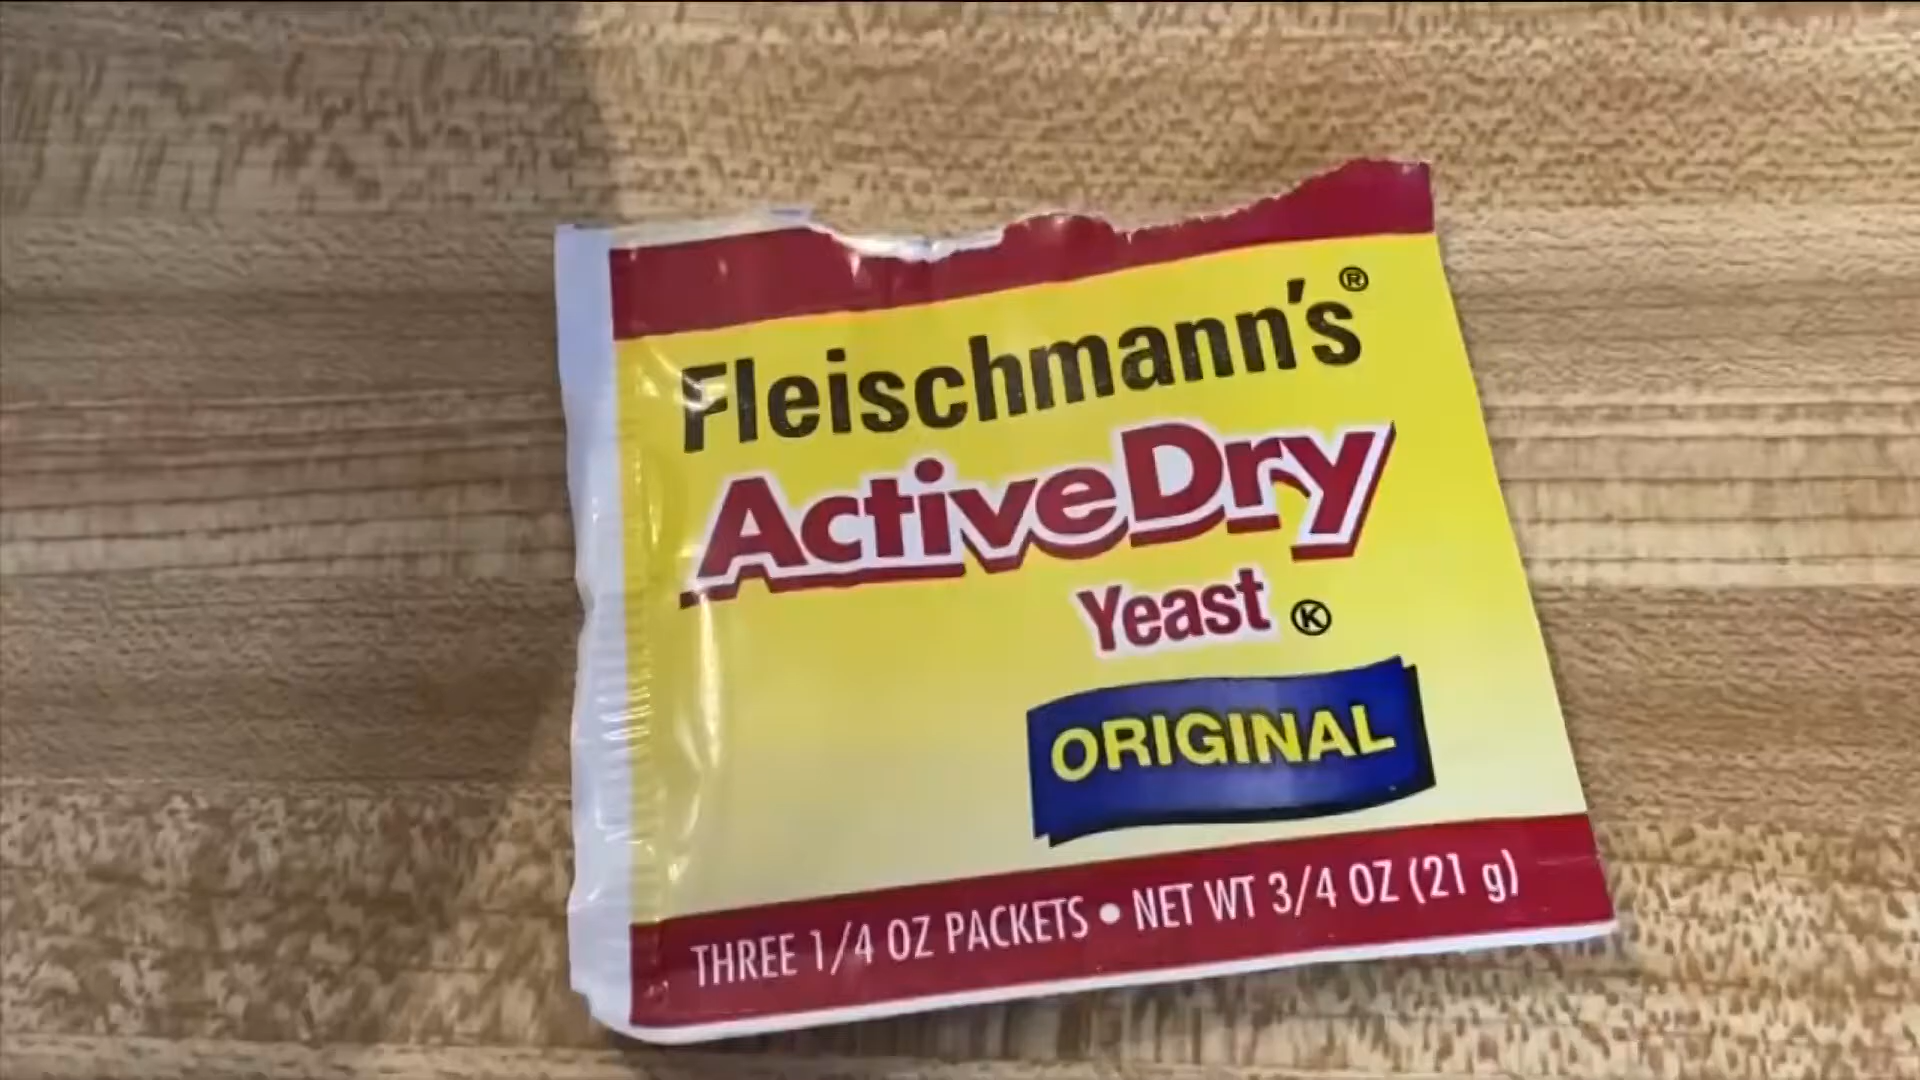 Fleischmann's®
ActiveDry
Yeast Ⓚ
ORIGINAL
THREE 1/4 OZ PACKETS • NET WT 3/4 OZ (21 g)